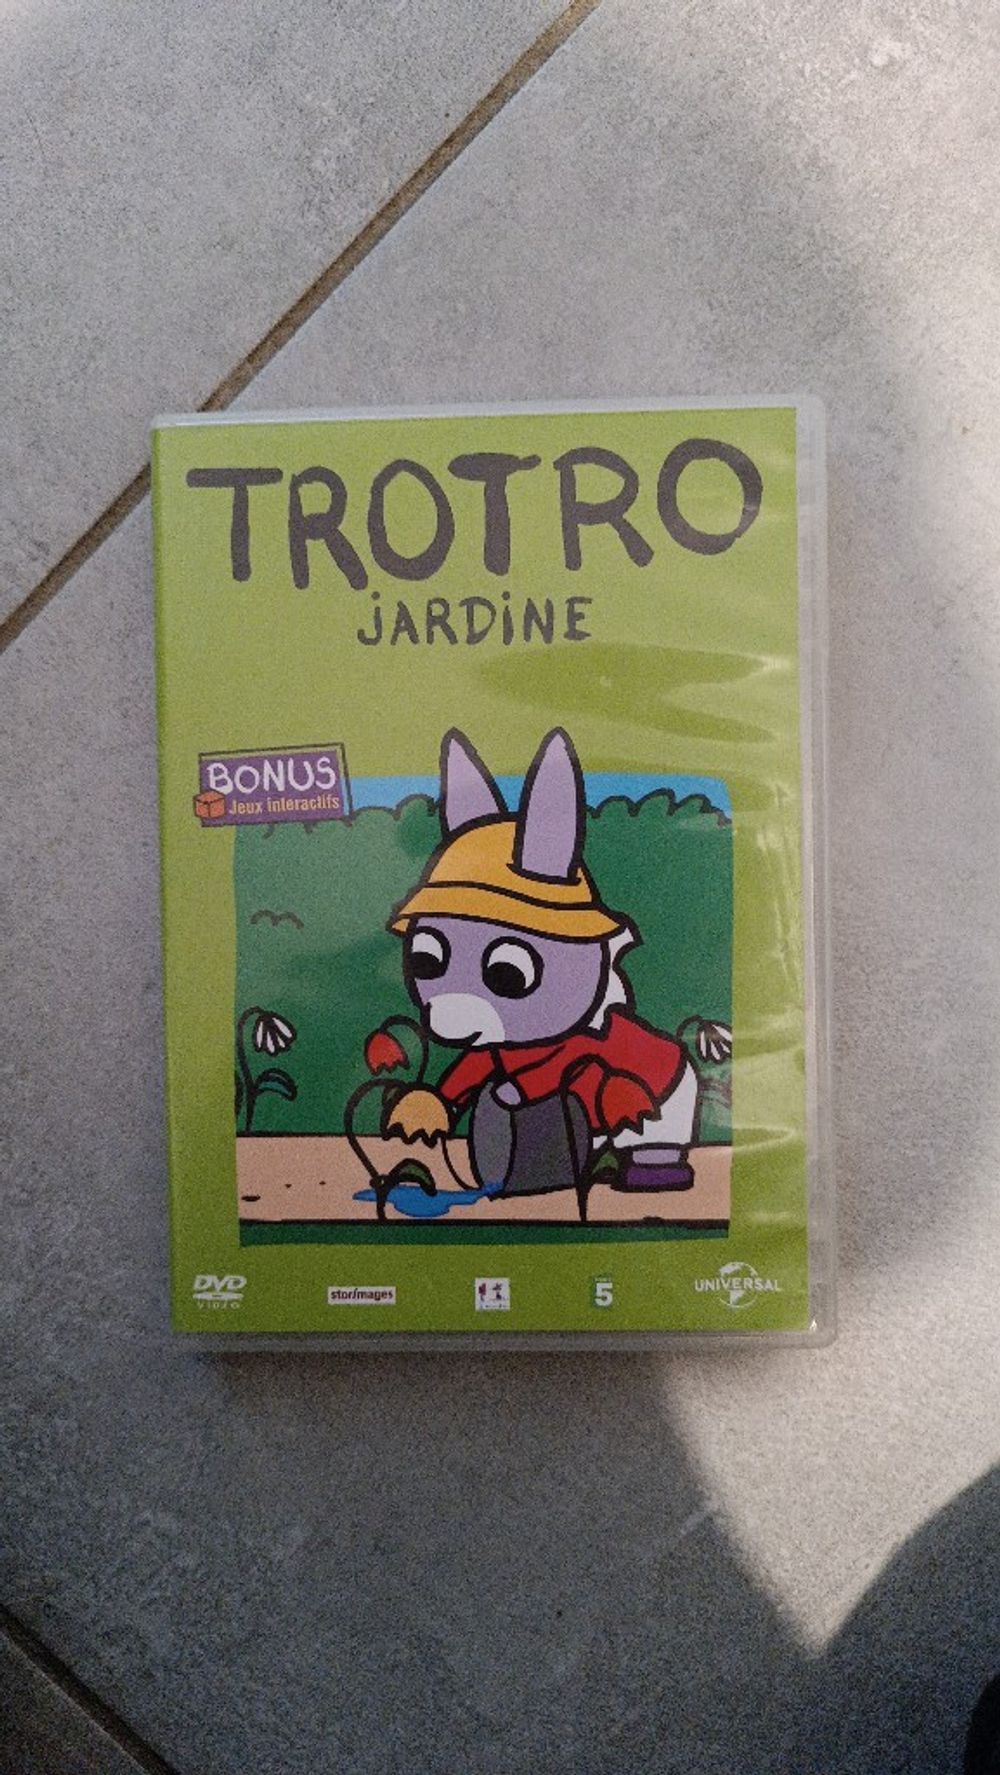 TROTRO
jARDiNE
BONUS
Jeux interactifs
DVD
VIDEO
storimages
5
UNIVERSAL